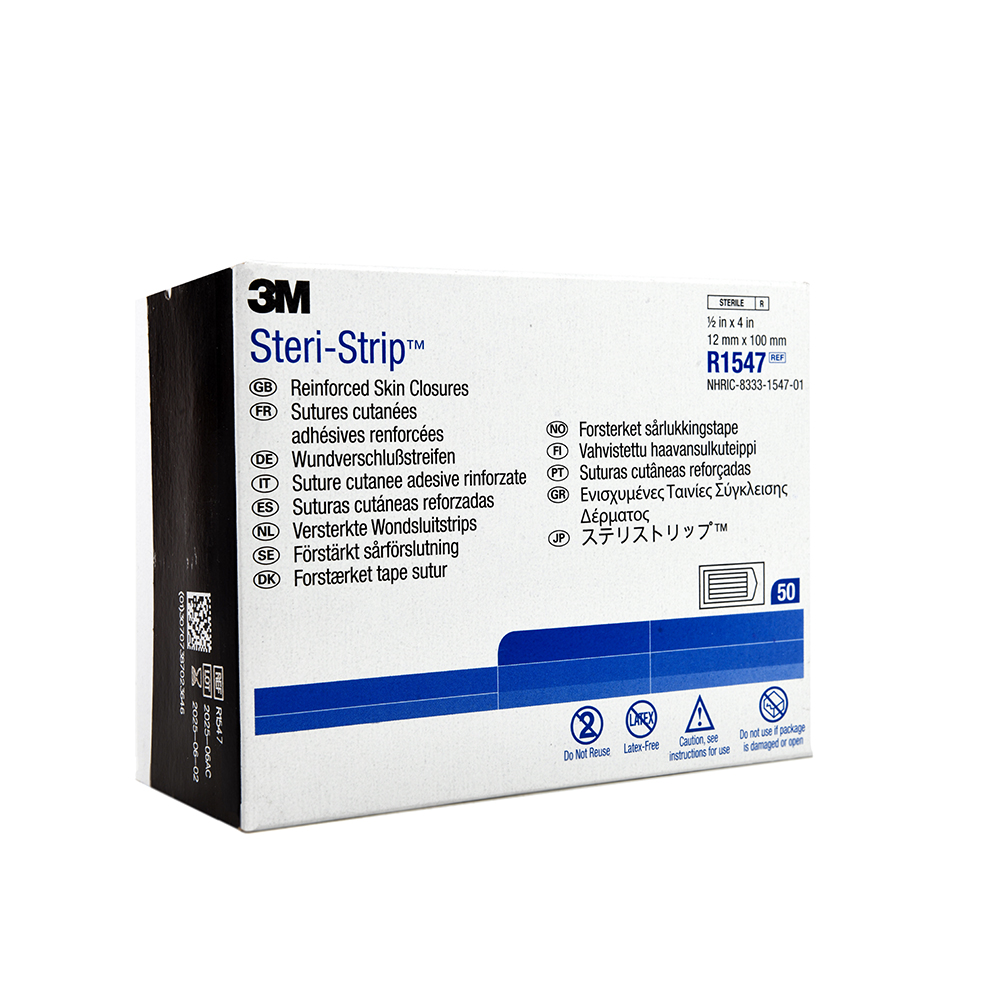 3M
Steri-Strip™
GB Reinforced Skin Closures
FR Sutures cutanées
adhésives renforcées
DE Wundverschlußstreifen
IT Suture cutanee adesive rinforzate
ES Suturas cutáneas reforzadas
NL Versterkte Wondsluitstrips
SE Förstärkt sårförslutning
DK Forstærket tape sutur
STERILE R
½ in x 4 in
12 mm x 100 mm
R1547 REF
NHRIC-8333-1547-01
NO Forsterket sårlukkingstape
FI Vahvistettu haavansulkuteippi
PT Suturas cutâneas reforçadas
GR Ενισχυμένες Ταινίες Σύγκλεισης
Δέρματος
JP ステリストリップ™
50
2
Do Not Reuse
LATEX
Latex-Free
Caution, see
instructions for use
Do not use if package
is damaged or open
REF R1547
LOT 2025-06AC
2025-06-02
(01)30707387023646